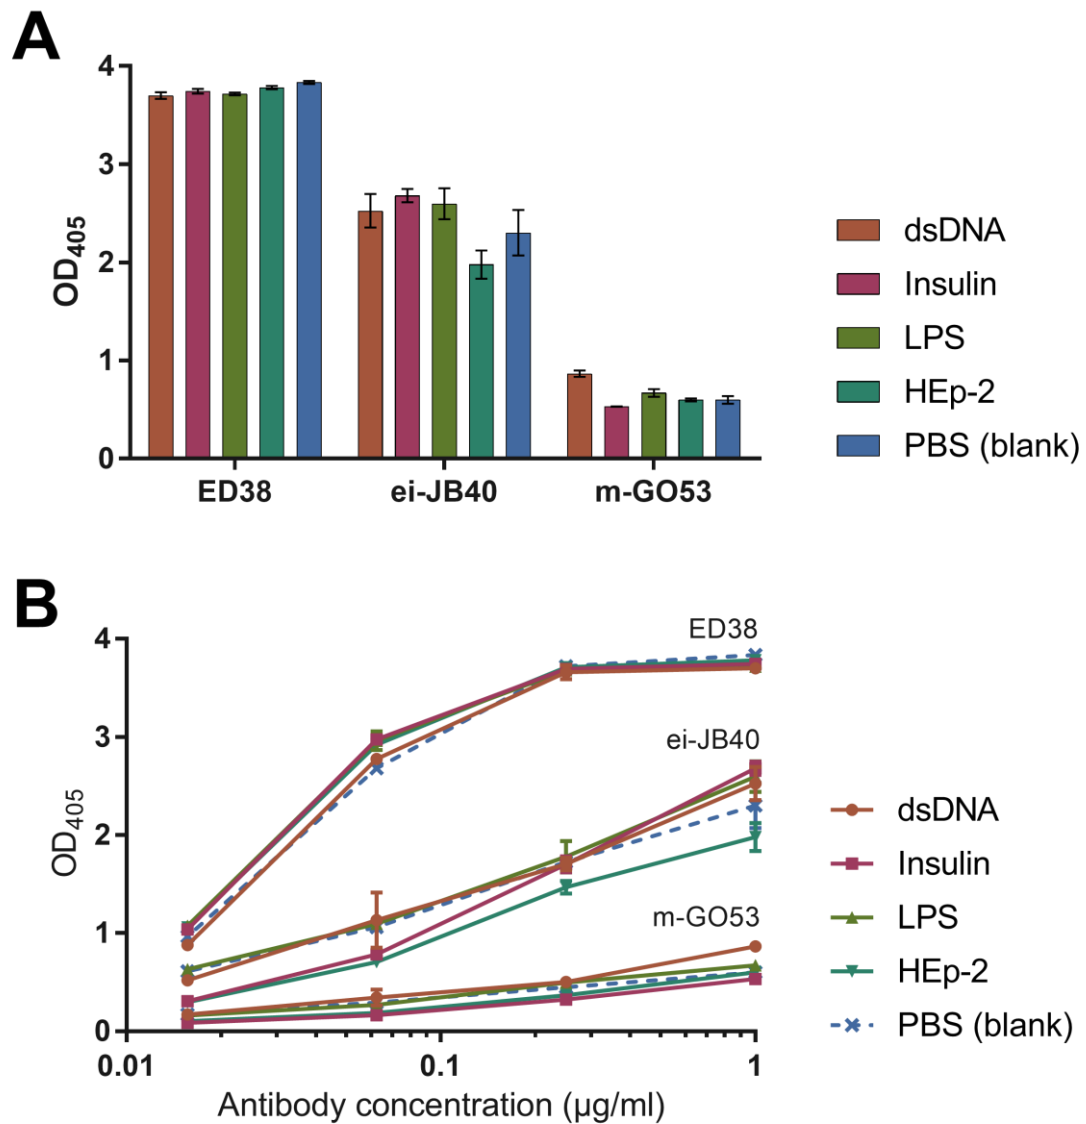 A
4
3
2
1
0
OD405
ED38
ei-JB40
m-GO53
dsDNA
Insulin
LPS
HEp-2
PBS (blank)
B
4
3
2
1
0
OD405
ED38
ei-JB40
m-GO53
0.01
0.1
1
Antibody concentration (μg/ml)
dsDNA
Insulin
LPS
HEp-2
PBS (blank)